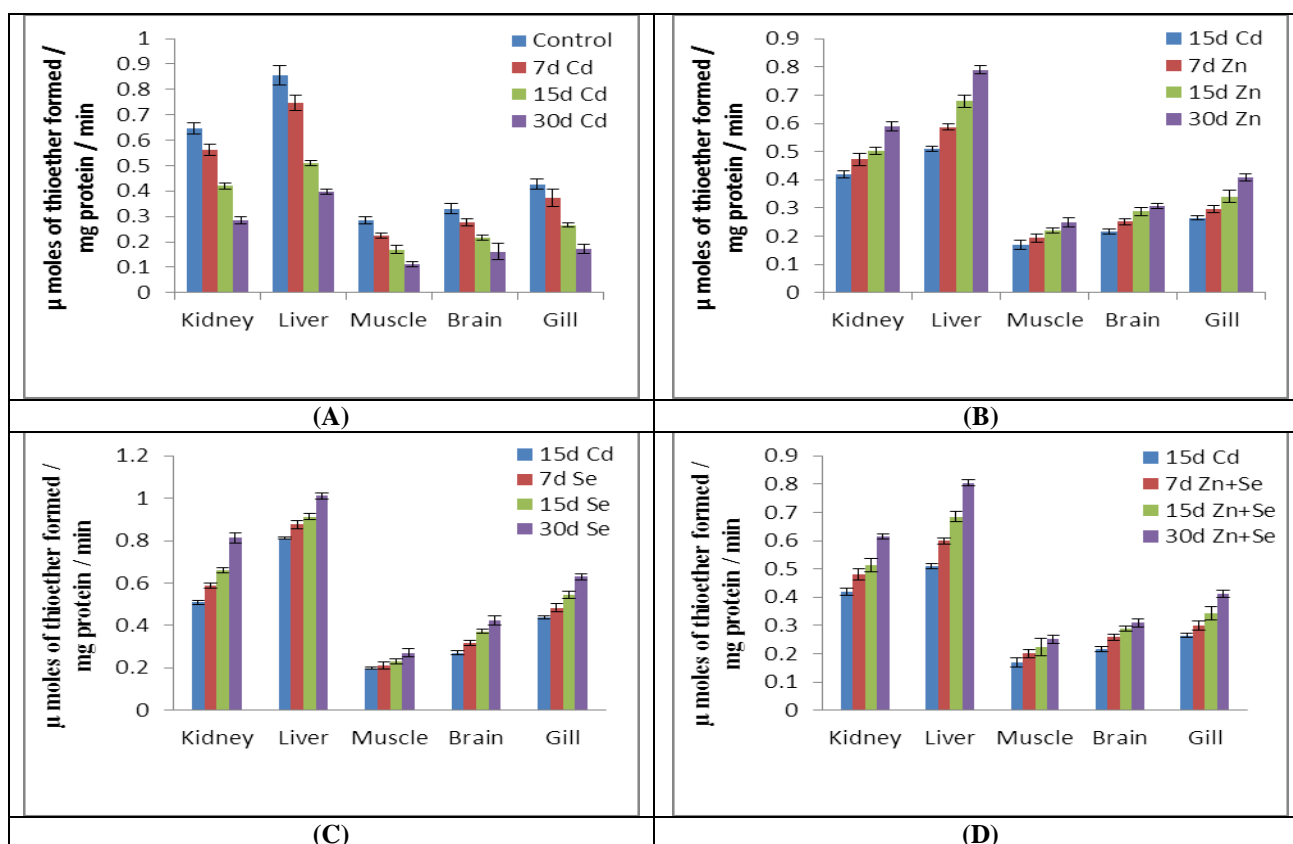 μ moles of thioether formed /
mg protein / min
1
0.9
0.8
0.7
0.6
0.5
0.4
0.3
0.2
0.1
0
Control
7d Cd
15d Cd
30d Cd
Kidney Liver Muscle Brain Gill
(A)
μ moles of thioether formed /
mg protein / min
0.9
0.8
0.7
0.6
0.5
0.4
0.3
0.2
0.1
0
15d Cd
7d Zn
15d Zn
30d Zn
Kidney Liver Muscle Brain Gill
(B)
μ moles of thioether formed /
mg protein / min
1.2
1
0.8
0.6
0.4
0.2
0
15d Cd
7d Se
15d Se
30d Se
Kidney Liver Muscle Brain Gill
(C)
μ moles of thioether formed /
mg protein / min
0.9
0.8
0.7
0.6
0.5
0.4
0.3
0.2
0.1
0
15d Cd
7d Zn+Se
15d Zn+Se
30d Zn+Se
Kidney Liver Muscle Brain Gill
(D)